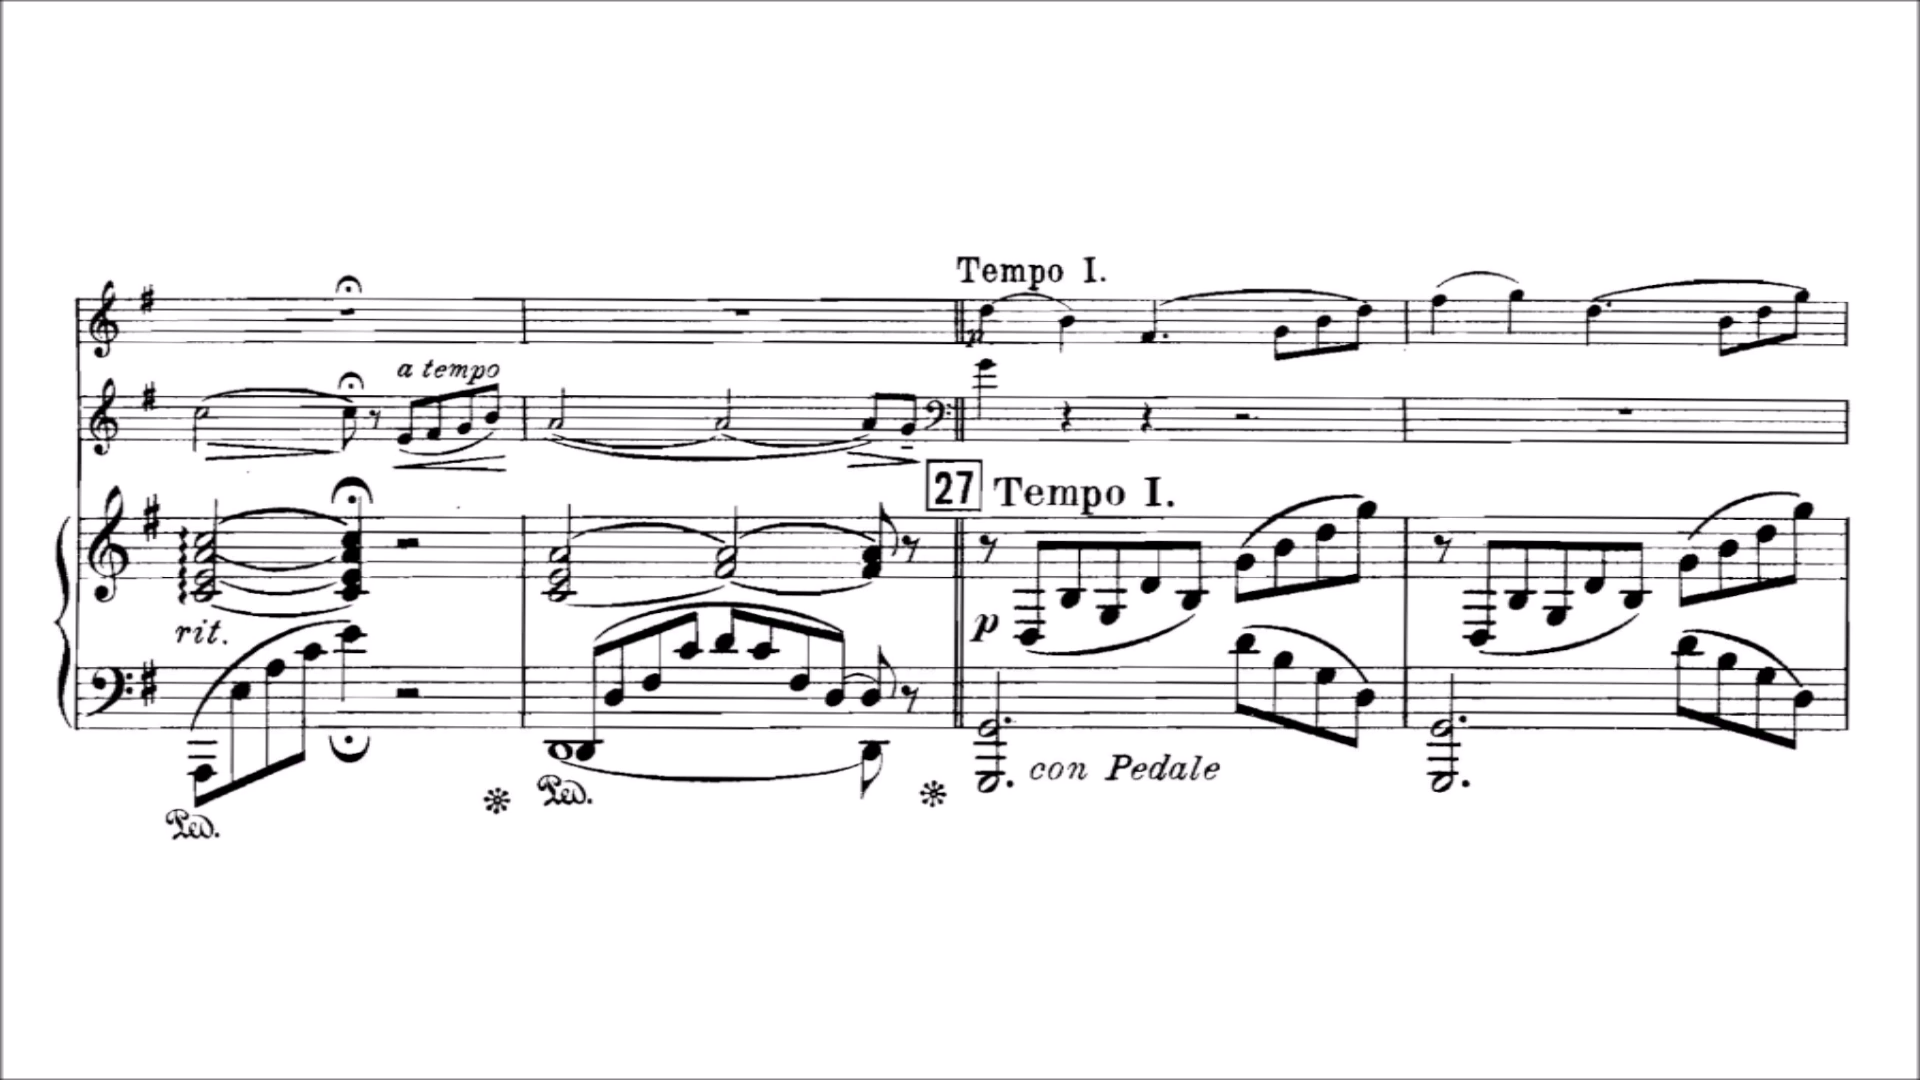 Tempo I.
p
a tempo
27 Tempo I.
rit.
p
con Pedale
Ped.
Ped.